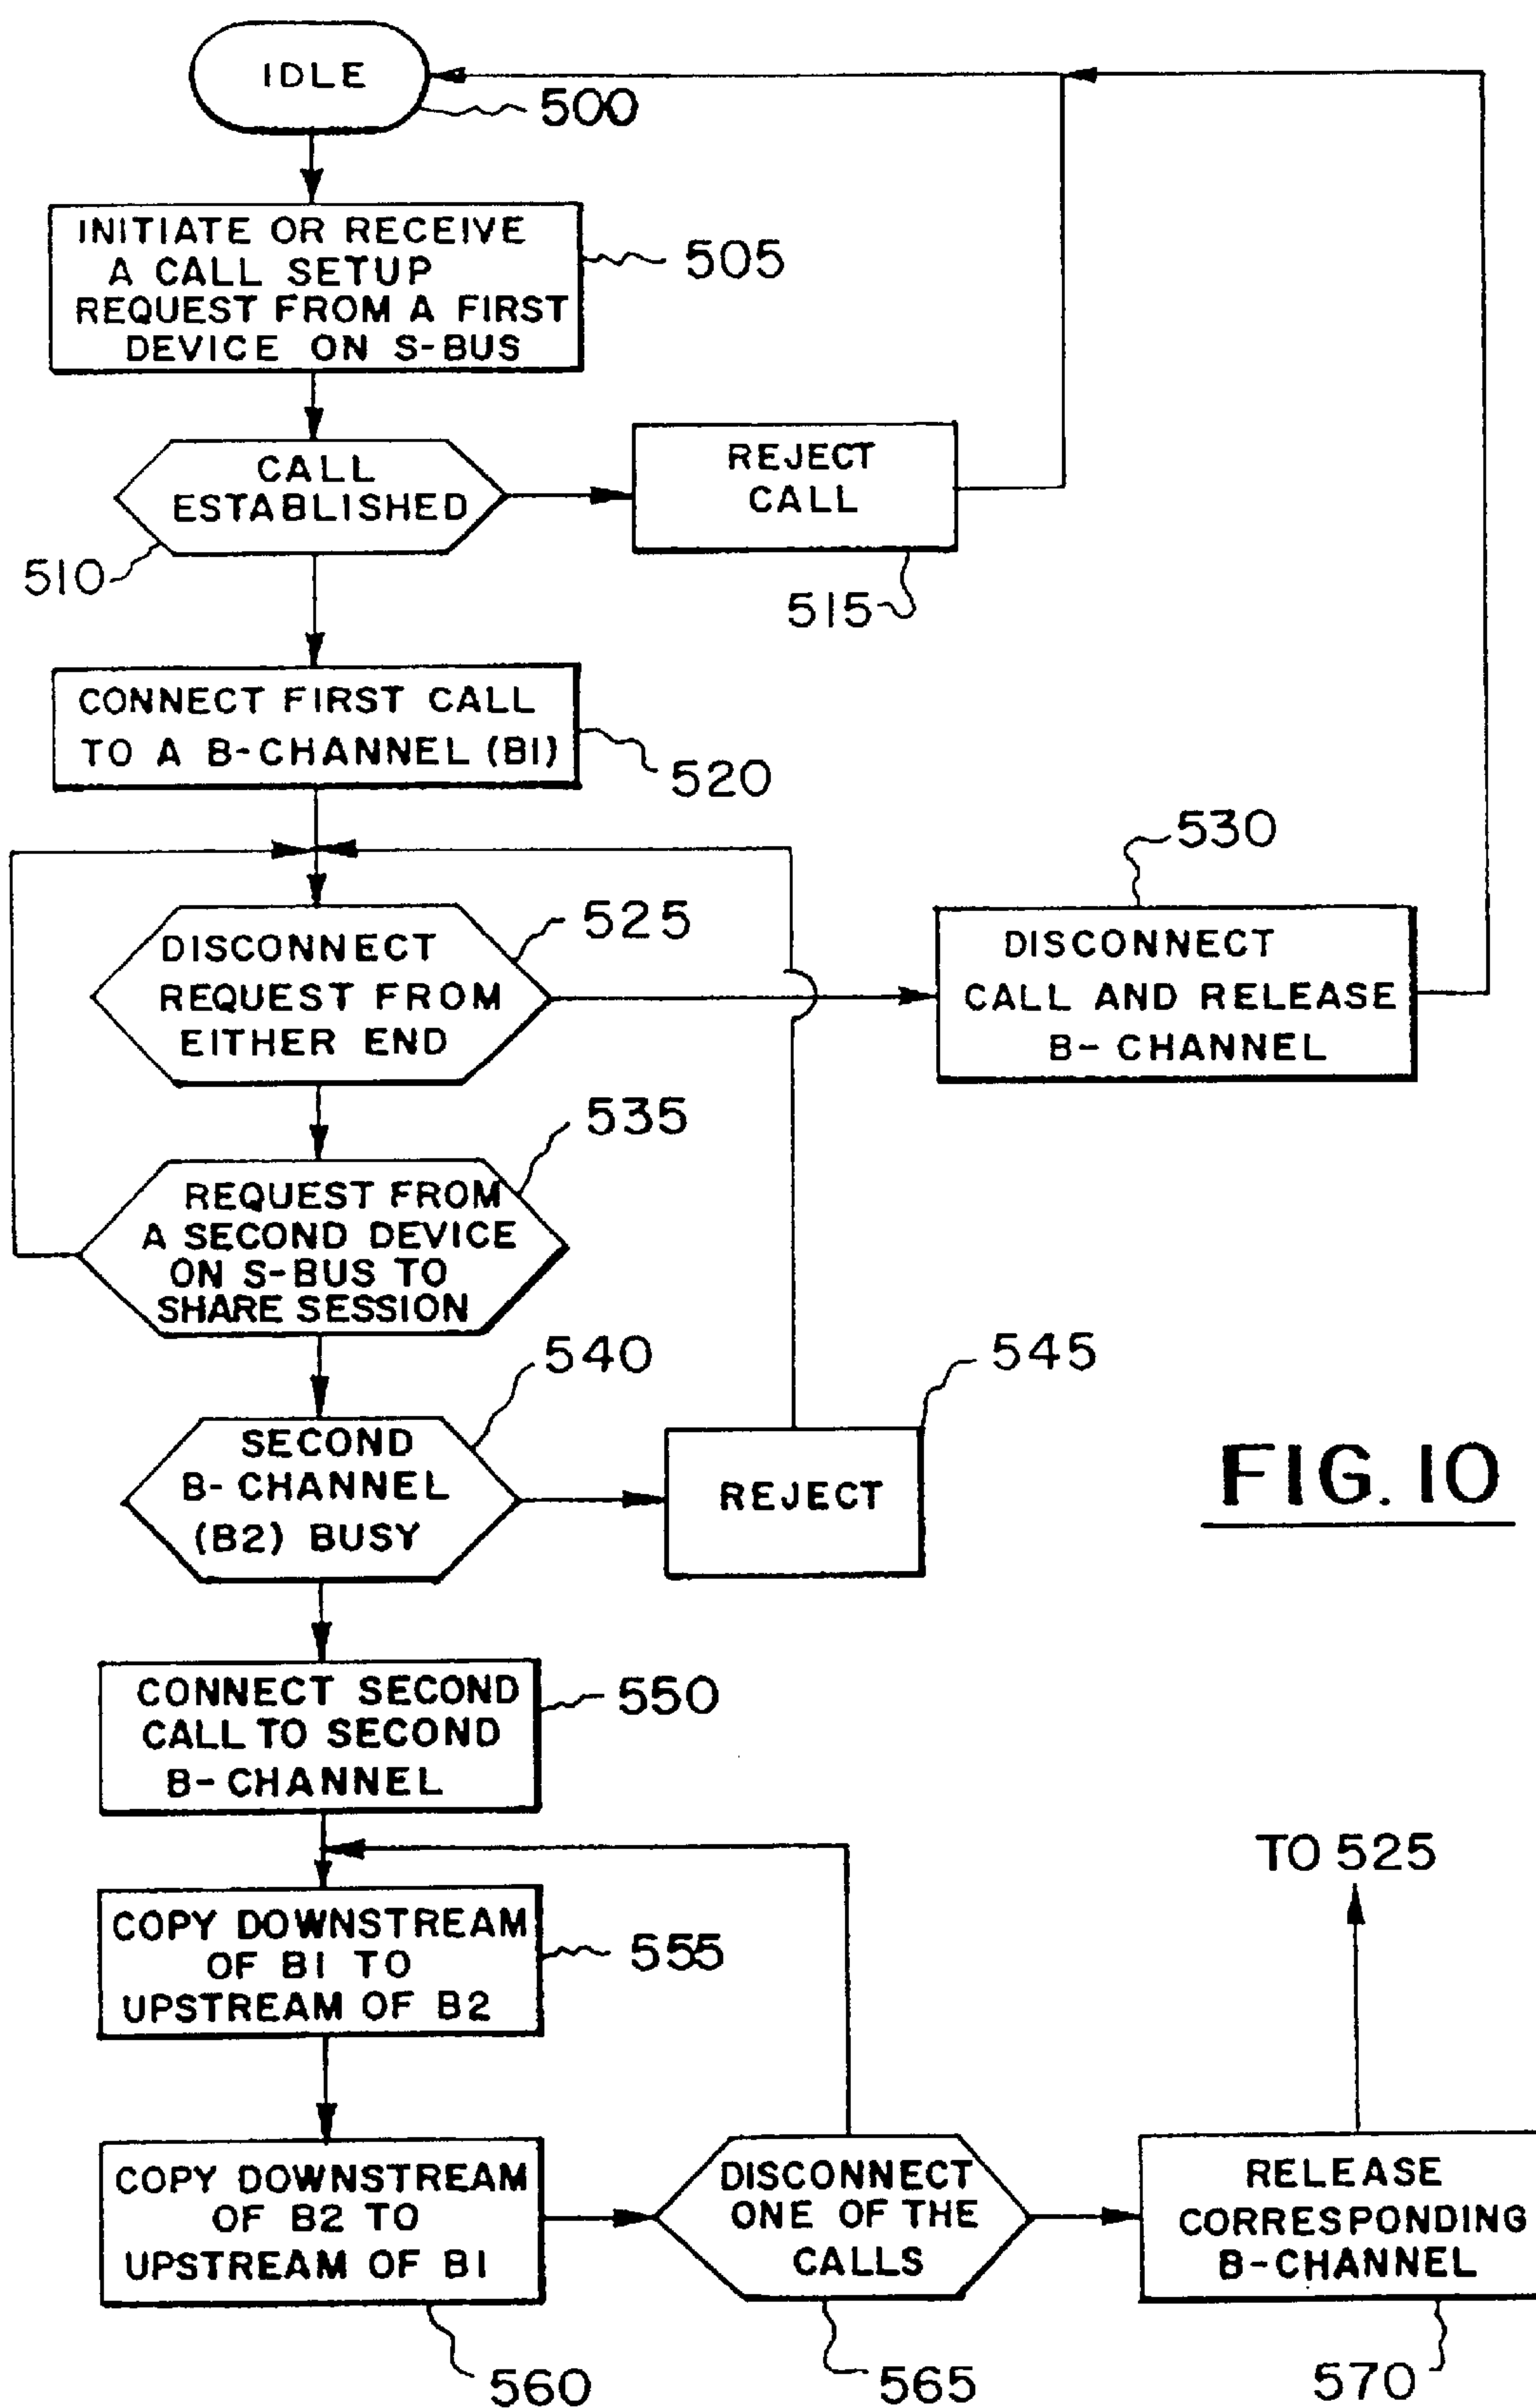 IDLE
500
INITIATE OR RECEIVE
A CALL SETUP
REQUEST FROM A FIRST
DEVICE ON S-BUS
505
CALL
ESTABLISHED
510
REJECT
CALL
515
CONNECT FIRST CALL
TO A B-CHANNEL (B1)
520
DISCONNECT
REQUEST FROM
EITHER END
525
530
DISCONNECT
CALL AND RELEASE
B- CHANNEL
535
REQUEST FROM
A SECOND DEVICE
ON S-BUS TO
SHARE SESSION
540
SECOND
B- CHANNEL
(B2) BUSY
545
REJECT
FIG. 10
CONNECT SECOND
CALL TO SECOND
B- CHANNEL
550
TO 525
COPY DOWNSTREAM
OF B1 TO
UPSTREAM OF B2
555
COPY DOWNSTREAM
OF B2 TO
UPSTREAM OF B1
560
DISCONNECT
ONE OF THE
CALLS
565
RELEASE
CORRESPONDING
B-CHANNEL
570